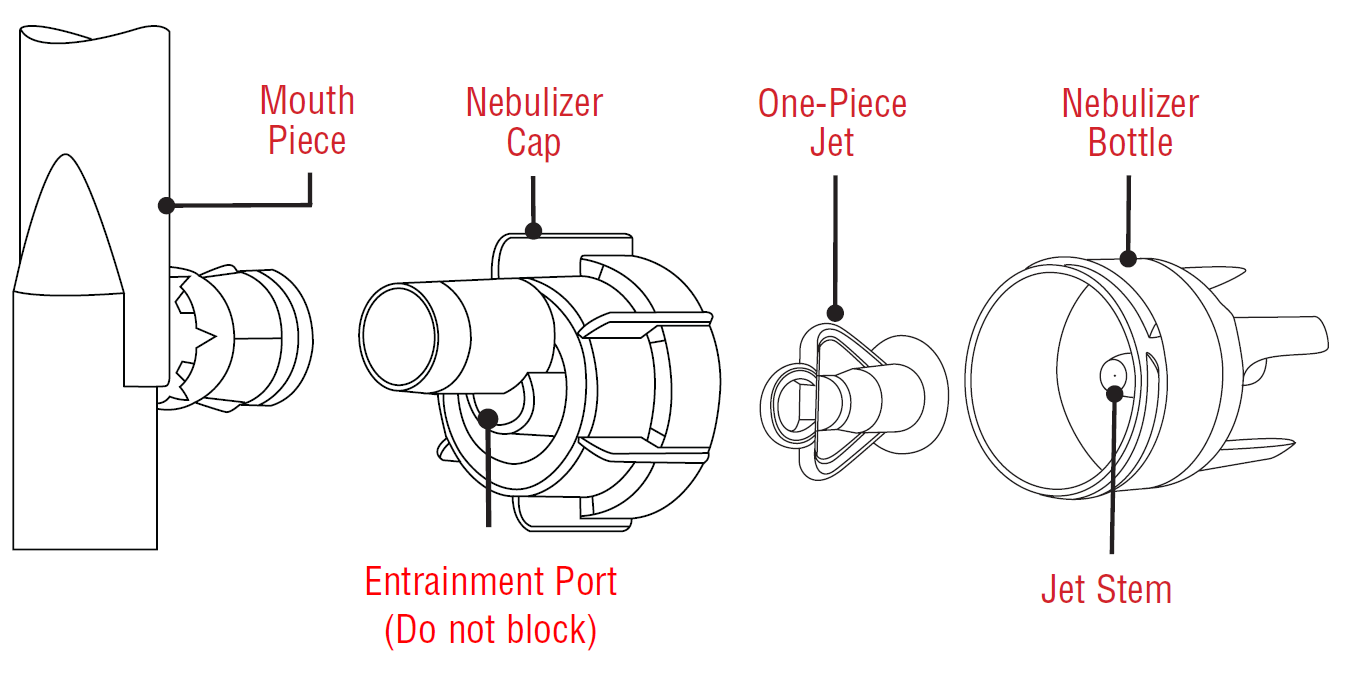 Mouth
Piece
Nebulizer
Cap
One-Piece
Jet
Nebulizer
Bottle
Entrainment Port
(Do not block)
Jet Stem